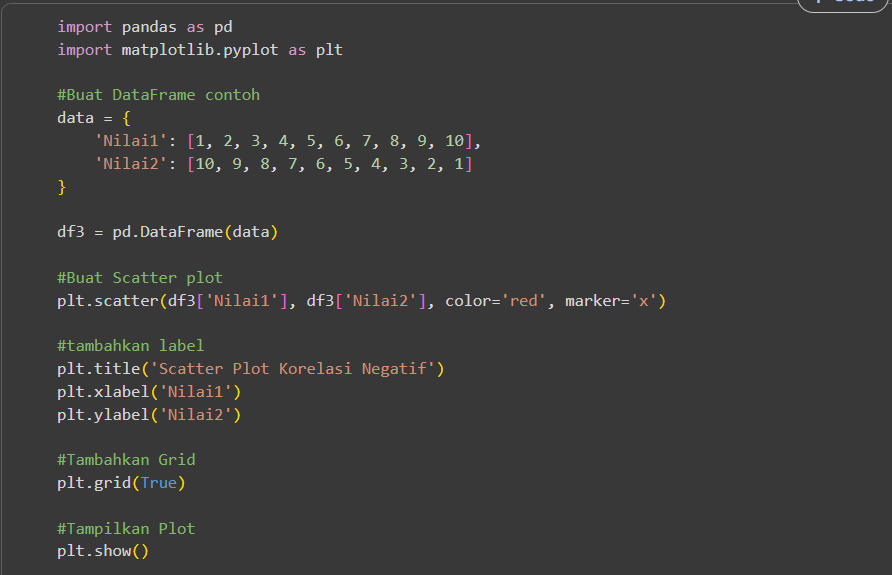 import pandas as pd
import matplotlib.pyplot as plt
#Buat DataFrame contoh
data = {
'Nilai1': [1, 2, 3, 4, 5, 6, 7, 8, 9, 10],
'Nilai2': [10, 9, 8, 7, 6, 5, 4, 3, 2, 1]
}
df3 = pd.DataFrame(data)
#Buat Scatter plot
plt.scatter(df3['Nilai1'], df3['Nilai2'], color='red', marker='x')
#tambahkan label
plt.title('Scatter Plot Korelasi Negatif')
plt.xlabel('Nilai1')
plt.ylabel('Nilai2')
#Tambahkan Grid
plt.grid(True)
#Tampilkan Plot
plt.show()